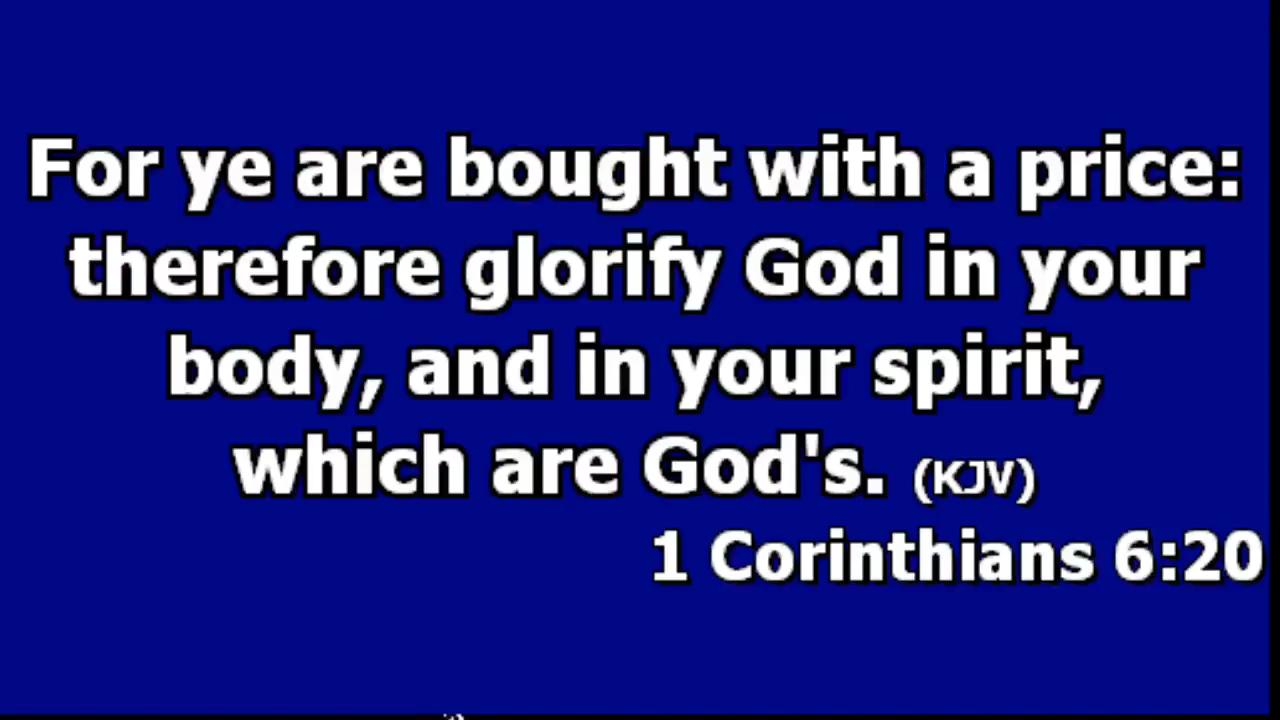 For ye are bought with a price:
therefore glorify God in your
body, and in your spirit,
which are God's. (KJV)
1 Corinthians 6:20